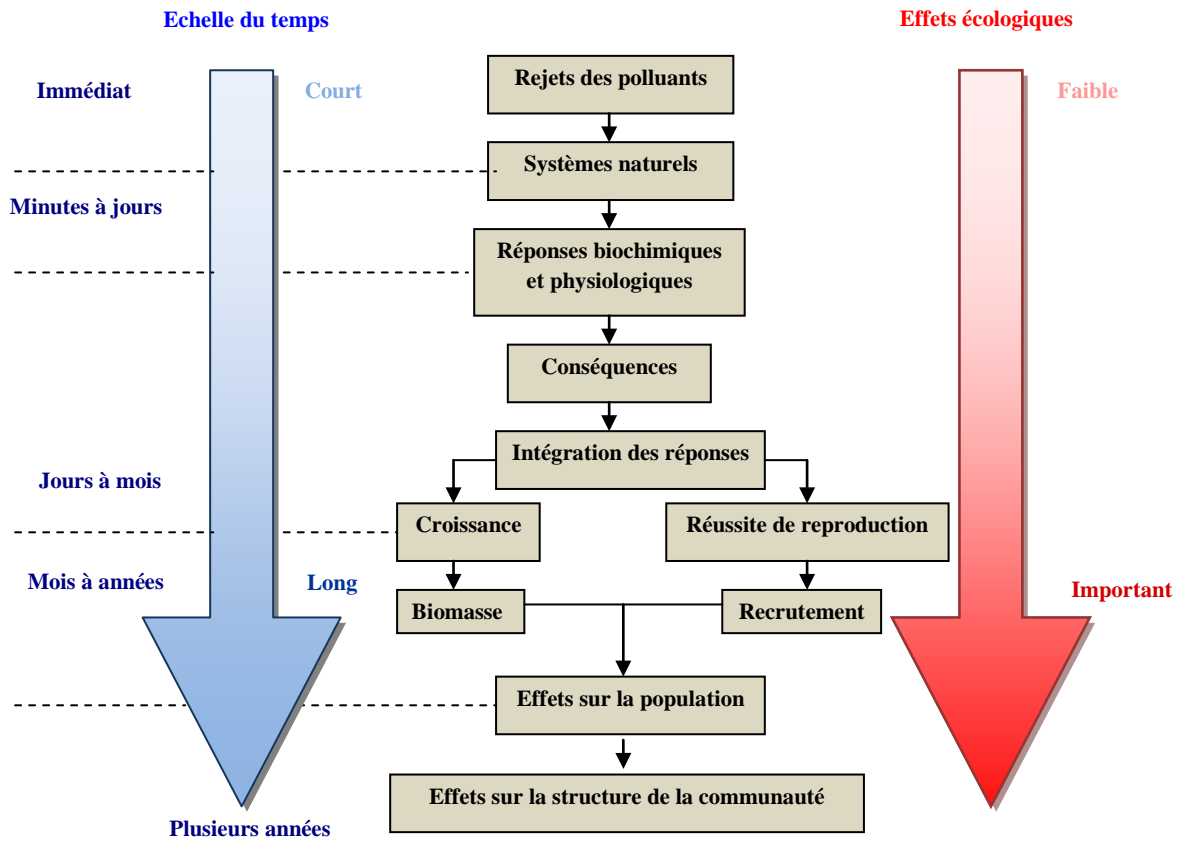 Echelle du temps
Effets écologiques
Immédiat
Court
Rejets des polluants
Faible
Systèmes naturels
Minutes à jours
Réponses biochimiques
et physiologiques
Conséquences
Intégration des réponses
Jours à mois
Croissance
Réussite de reproduction
Mois à années
Long
Important
Biomasse
Recrutement
Effets sur la population
Effets sur la structure de la communauté
Plusieurs années